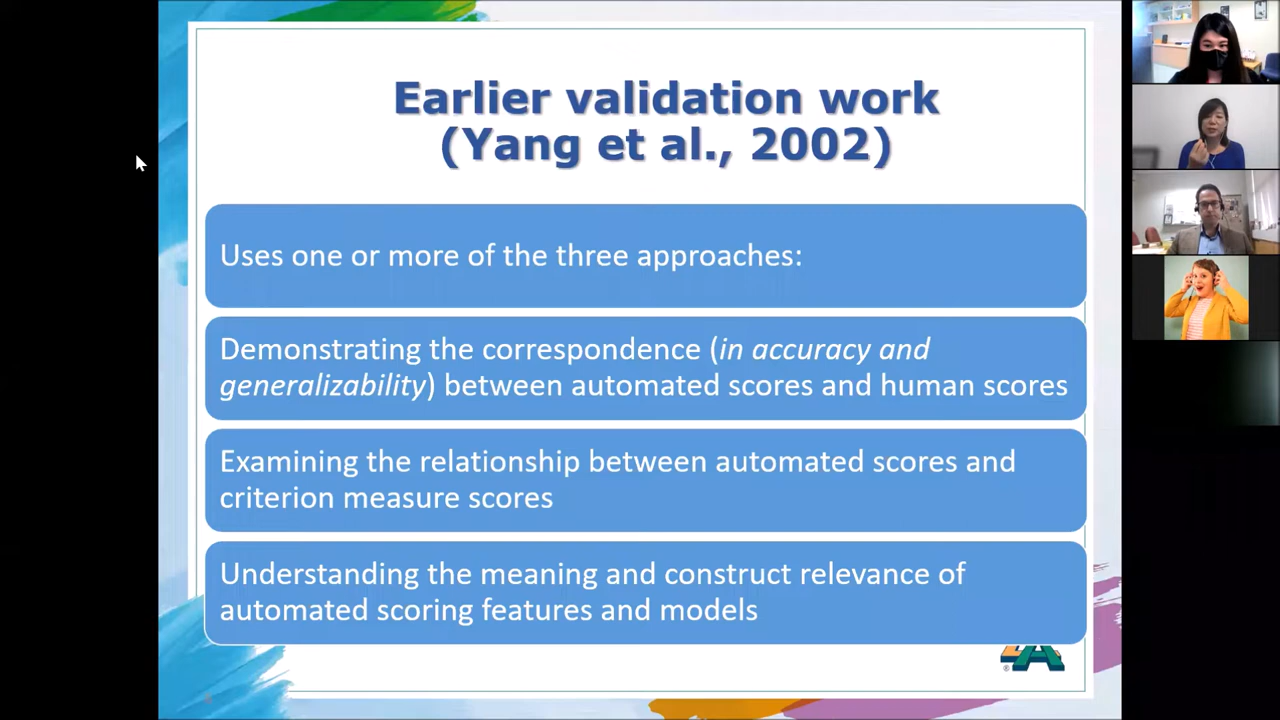 Earlier validation work
(Yang et al., 2002)
Uses one or more of the three approaches:
Demonstrating the correspondence (in accuracy and
generalizability) between automated scores and human scores
Examining the relationship between automated scores and
criterion measure scores
Understanding the meaning and construct relevance of
automated scoring features and models